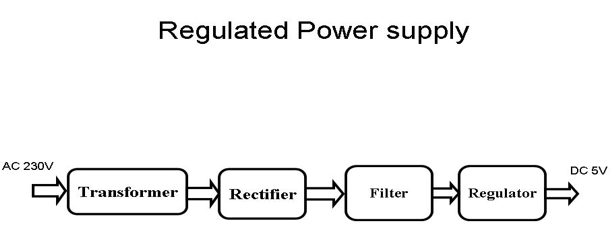 Regulated Power supply
AC 230V
DC 5V
Transformer
Rectifier
Filter
Regulator